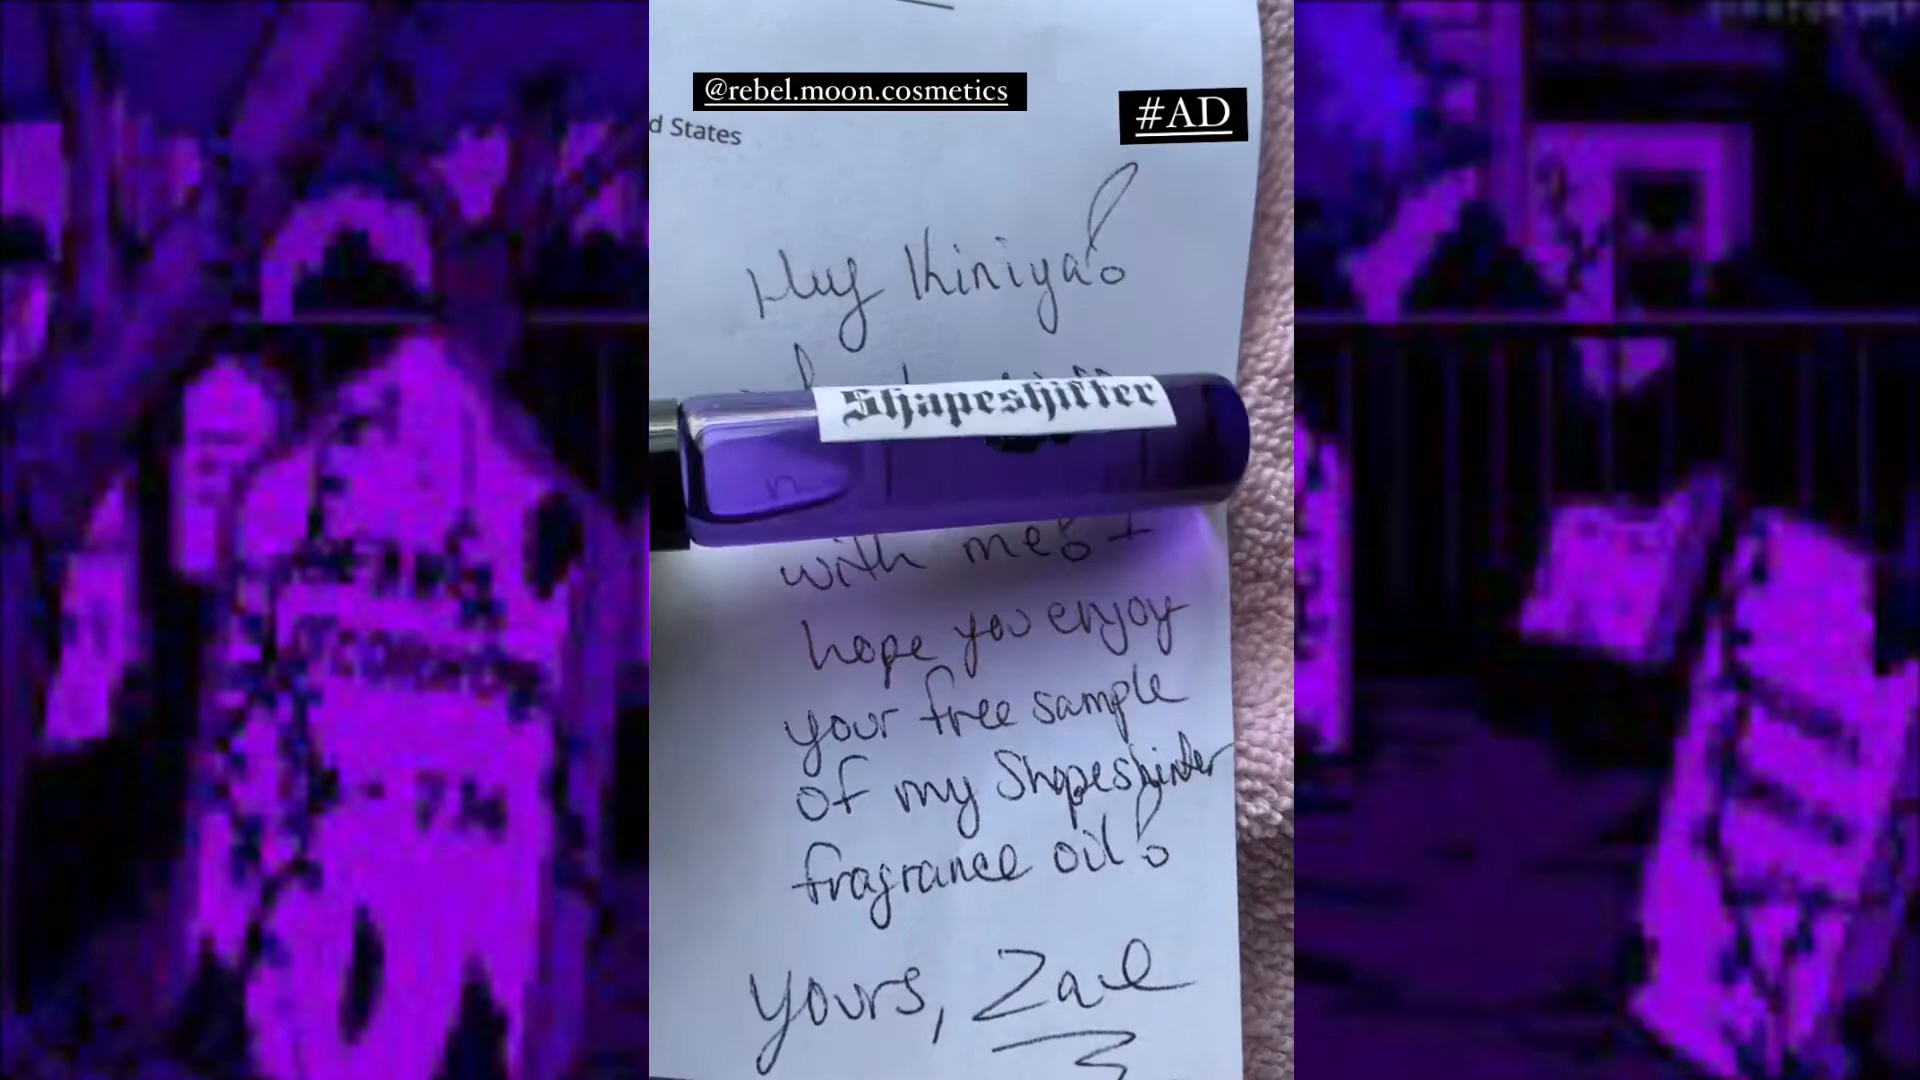 @rebel.moon.cosmetics
#AD
d States
Hey Kiniya!
Shapeshifter
with me! I
hope you enjoy
your free sample
of my Shapeshifter
fragrance oil!
yours, Zae